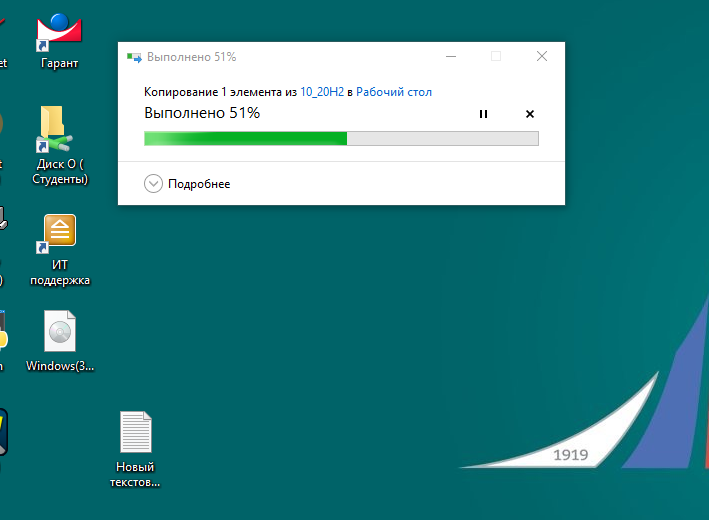 Выполнено 51%
Копирование 1 элемента из 10_20H2 в Рабочий стол
Выполнено 51%
Подробнее
Гарант
Диск О (
Студенты)
ИТ
поддержка
Windows(3...
Новый
текстов...
1919